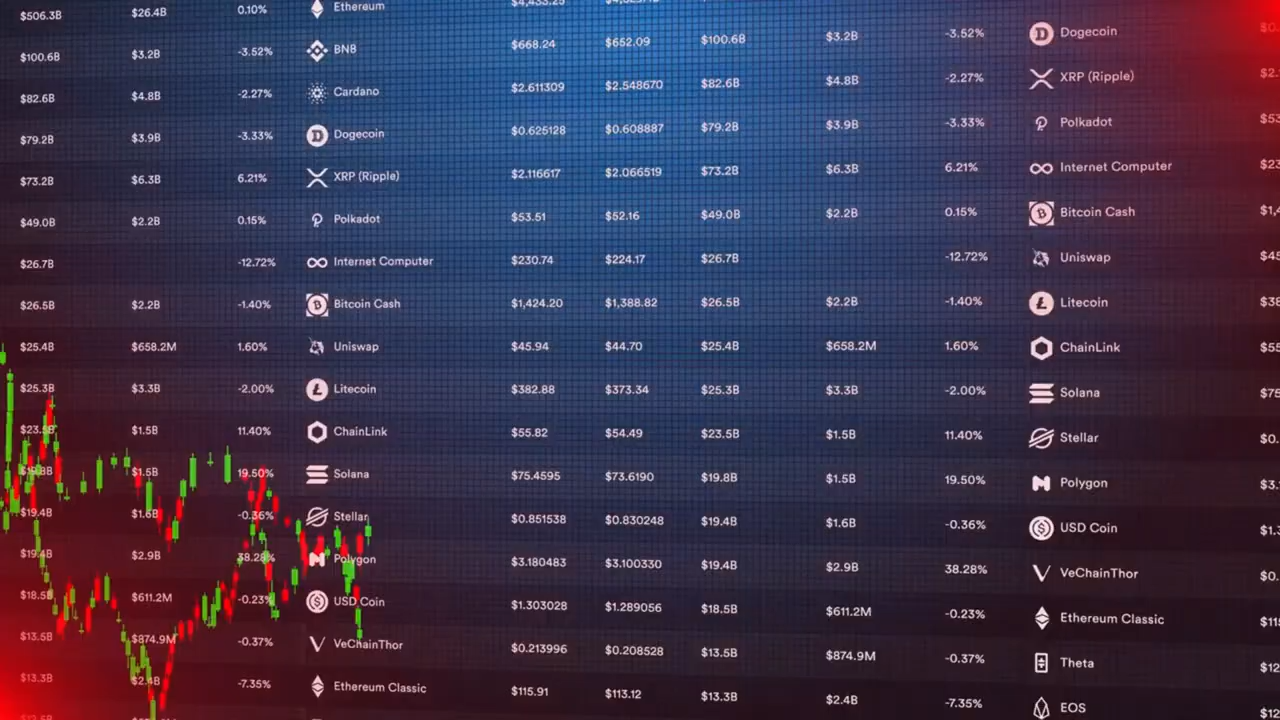 $506.3B $26.4B 0.10% Ethereum
$100.6B $3.2B -3.52% BNB $668.24 $652.09 $100.6B $3.2B -3.52% Dogecoin
$82.6B $4.8B -2.27% Cardano $2.611309 $2.548670 $82.6B $4.8B -2.27% XRP (Ripple)
$79.2B $3.9B -3.33% Dogecoin $0.625128 $0.608887 $79.2B $3.9B -3.33% Polkadot
$73.2B $6.3B 6.21% XRP (Ripple) $2.116617 $2.066519 $73.2B $6.3B 6.21% Internet Computer
$49.0B $2.2B 0.15% Polkadot $53.51 $52.16 $49.0B $2.2B 0.15% Bitcoin Cash
$26.7B -12.72% Internet Computer $230.74 $224.17 $26.7B -12.72% Uniswap
$26.5B $2.2B -1.40% Bitcoin Cash $1,424.20 $1,388.82 $26.5B $2.2B -1.40% Litecoin
$25.4B $658.2M 1.60% Uniswap $45.94 $44.70 $25.4B $658.2M 1.60% ChainLink
$25.3B $3.3B -2.00% Litecoin $382.88 $373.34 $25.3B $3.3B -2.00% Solana
$23.5B $1.5B 11.40% ChainLink $55.82 $54.49 $23.5B $1.5B 11.40% Stellar
$19.8B $1.5B 19.50% Solana $75.4595 $73.6190 $19.8B $1.5B 19.50% Polygon
$19.4B $1.6B -0.36% Stellar $0.851538 $0.830248 $19.4B $1.6B -0.36% USD Coin
$19.4B $2.9B 38.28% Polygon $3.180483 $3.100330 $19.4B $2.9B 38.28% VeChainThor
$18.5B $611.2M -0.23% USD Coin $1.303028 $1.289056 $18.5B $611.2M -0.23% Ethereum Classic
$13.5B $874.9M -0.37% VeChainThor $0.213996 $0.208528 $13.5B $874.9M -0.37% Theta
$13.3B $2.4B -7.35% Ethereum Classic $115.91 $113.12 $13.3B $2.4B -7.35% EOS